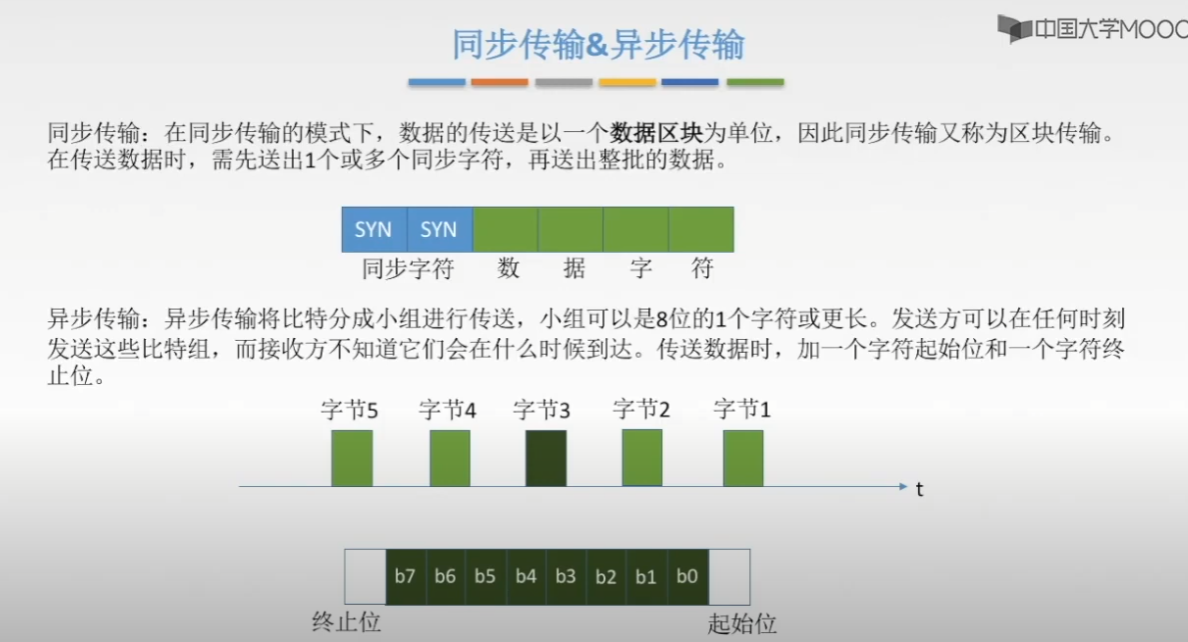 中国大学MOOC
同步传输&异步传输
同步传输：在同步传输的模式下，数据的传送是以一个数据区块为单位，因此同步传输又称为区块传输。
在传送数据时，需先送出1个或多个同步字符，再送出整批的数据。
SYN SYN
同步字符 数 据 字 符
异步传输：异步传输将比特分成小组进行传送，小组可以是8位的1个字符或更长。发送方可以在任何时刻
发送这些比特组，而接收方不知道它们会在什么时候到达。传送数据时，加一个字符起始位和一个字符终
止位。
字节5 字节4 字节3 字节2 字节1
t
b7 b6 b5 b4 b3 b2 b1 b0
终止位 起始位